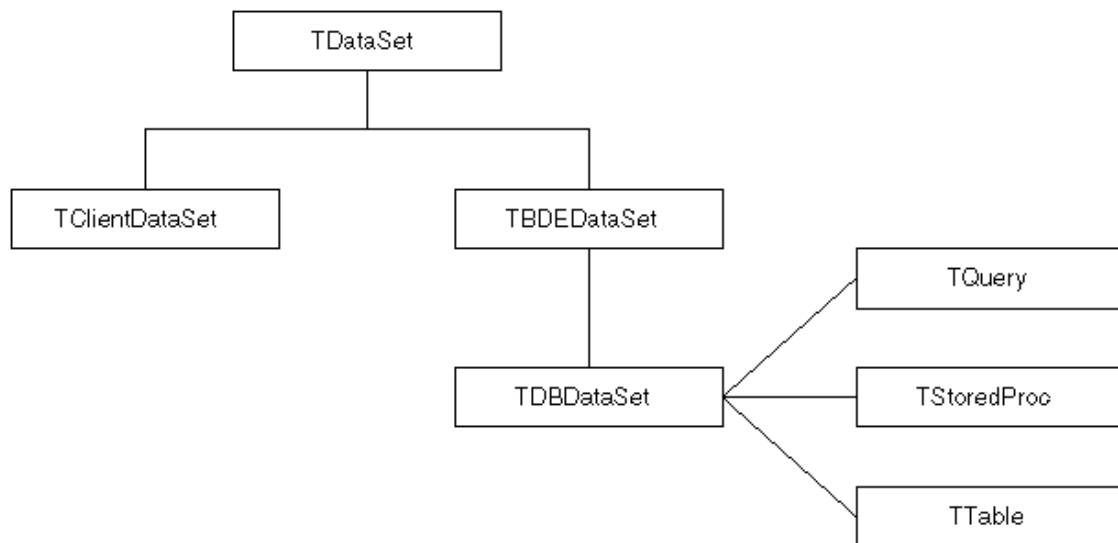 TDataSet
TClientDataSet
TBDEDataSet
TQuery
TDBDataSet
TStoredProc
TTable